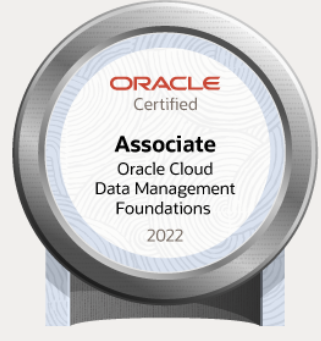 ORACLE
Certified
Associate
Oracle Cloud
Data Management
Foundations
2022